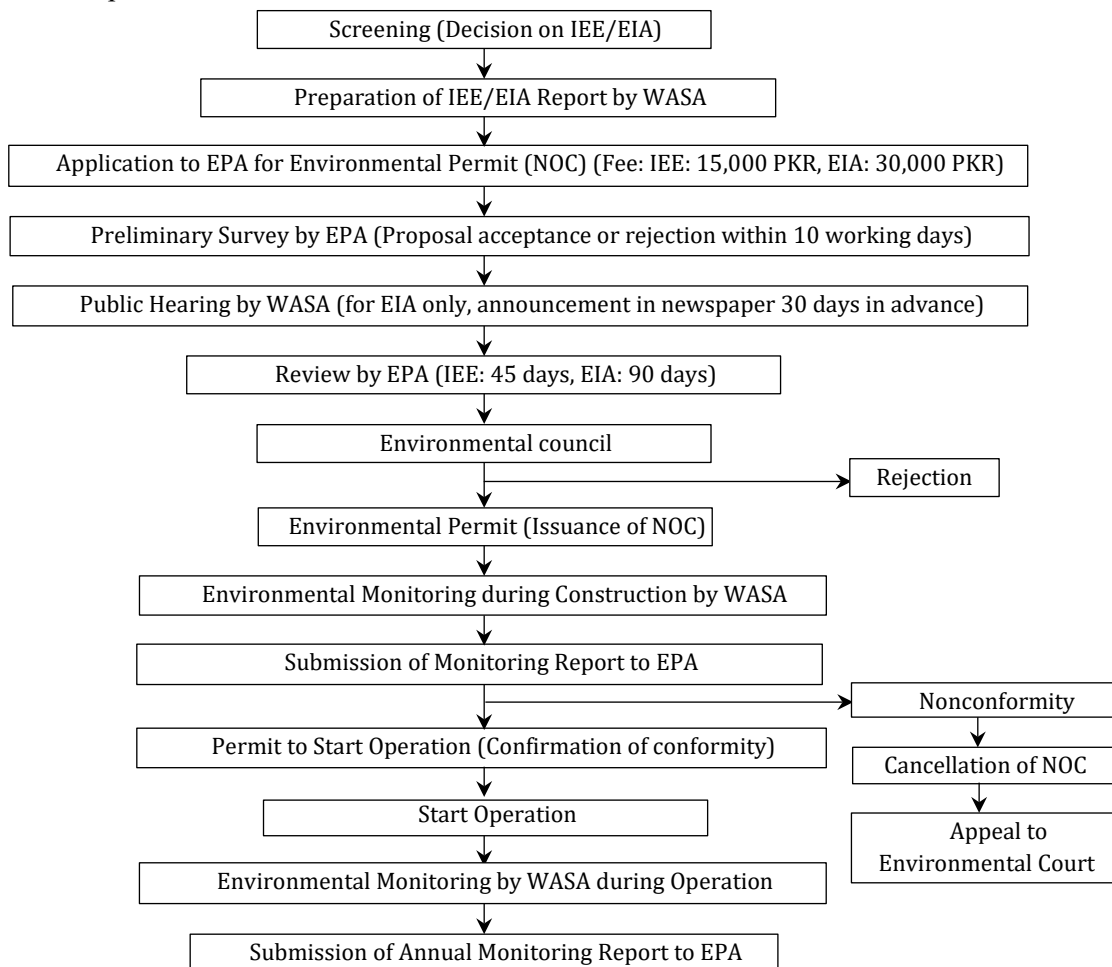 Screening (Decision on IEE/EIA)
Preparation of IEE/EIA Report by WASA
Application to EPA for Environmental Permit (NOC) (Fee: IEE: 15,000 PKR, EIA: 30,000 PKR)
Preliminary Survey by EPA (Proposal acceptance or rejection within 10 working days)
Public Hearing by WASA (for EIA only, announcement in newspaper 30 days in advance)
Review by EPA (IEE: 45 days, EIA: 90 days)
Environmental council
Rejection
Environmental Permit (Issuance of NOC)
Environmental Monitoring during Construction by WASA
Submission of Monitoring Report to EPA
Nonconformity
Permit to Start Operation (Confirmation of conformity)
Cancellation of NOC
Start Operation
Appeal to
Environmental Court
Environmental Monitoring by WASA during Operation
Submission of Annual Monitoring Report to EPA